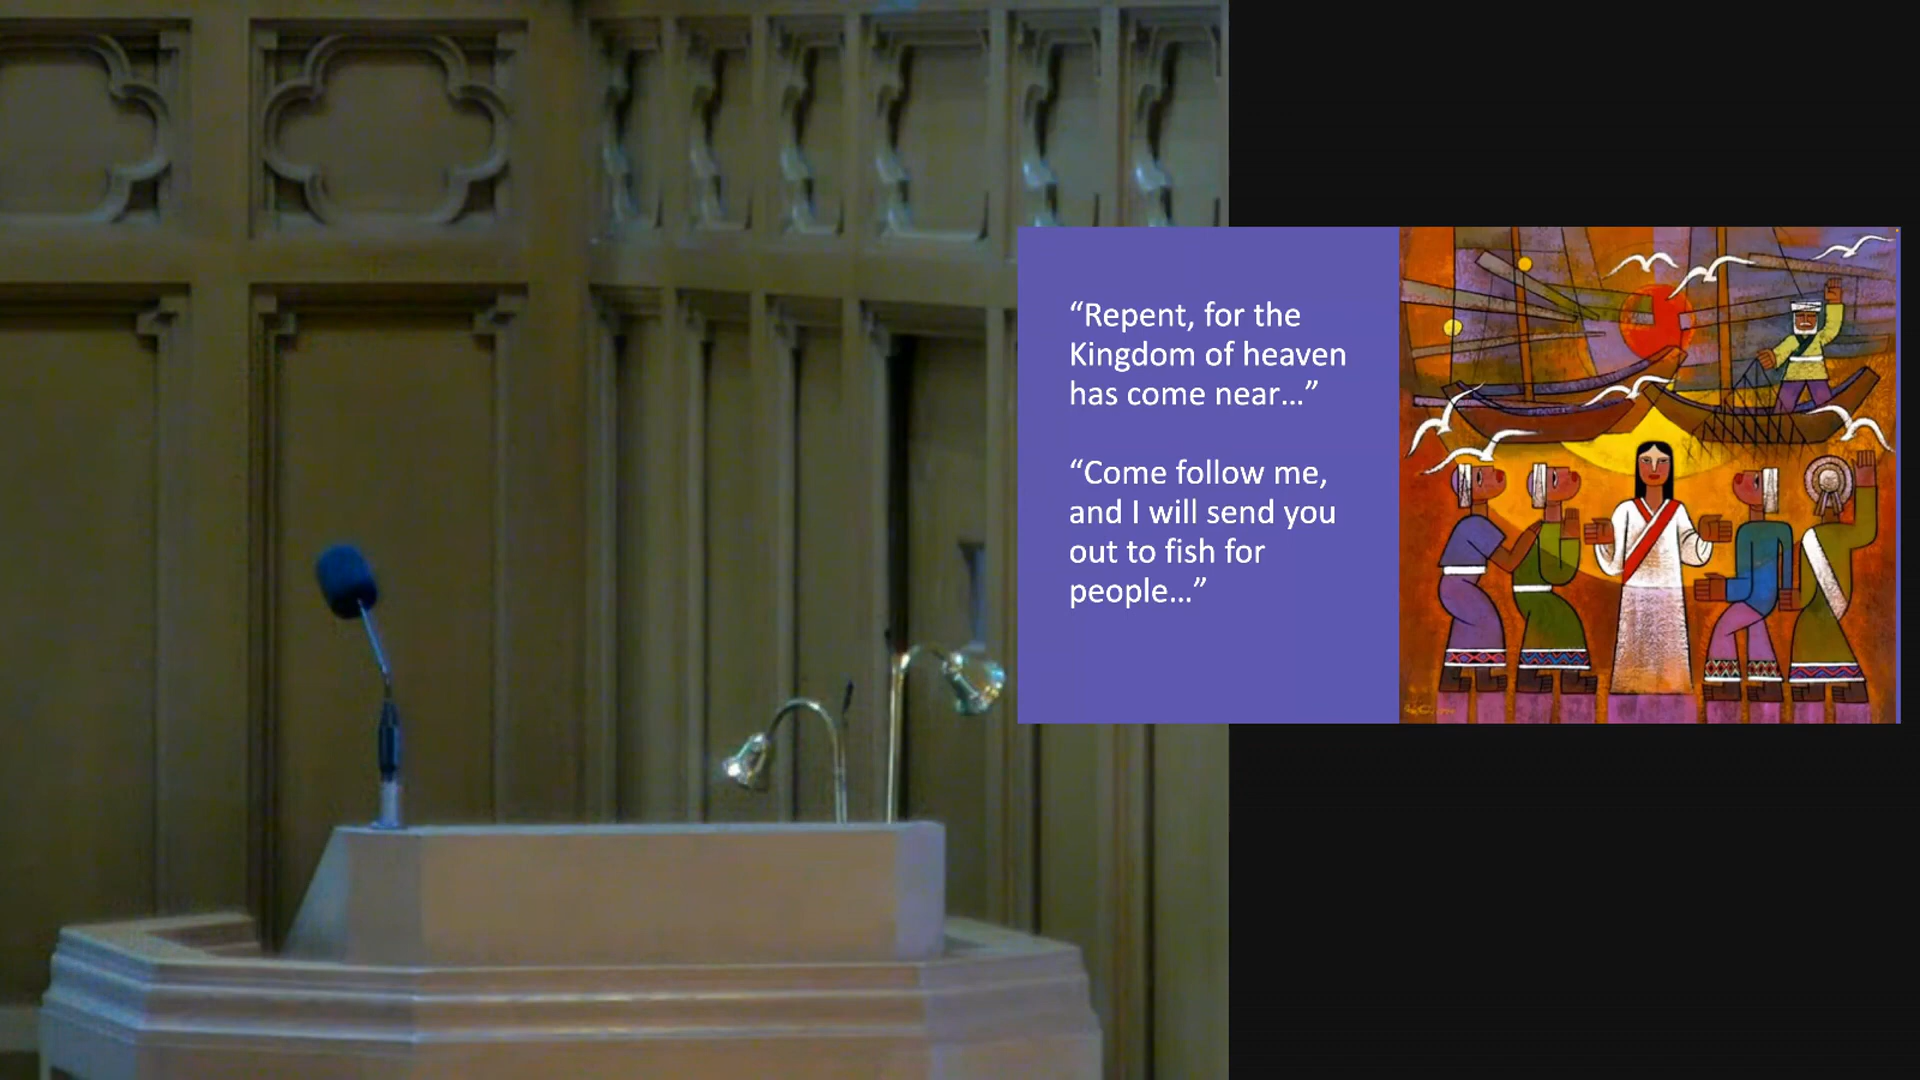 “Repent, for the
Kingdom of heaven
has come near...”
“Come follow me,
and I will send you
out to fish for
people...”